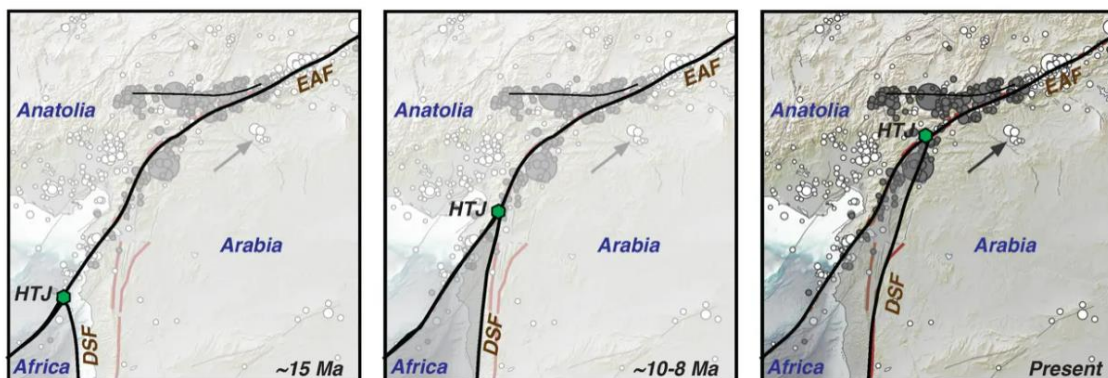 EAF
Anatolia
HTJ
Arabia
DSF
Africa
~15 Ma
EAF
Anatolia
HTJ
Arabia
DSF
Africa
~10-8 Ma
EAF
Anatolia
HTJ
Arabia
DSF
Africa
Present